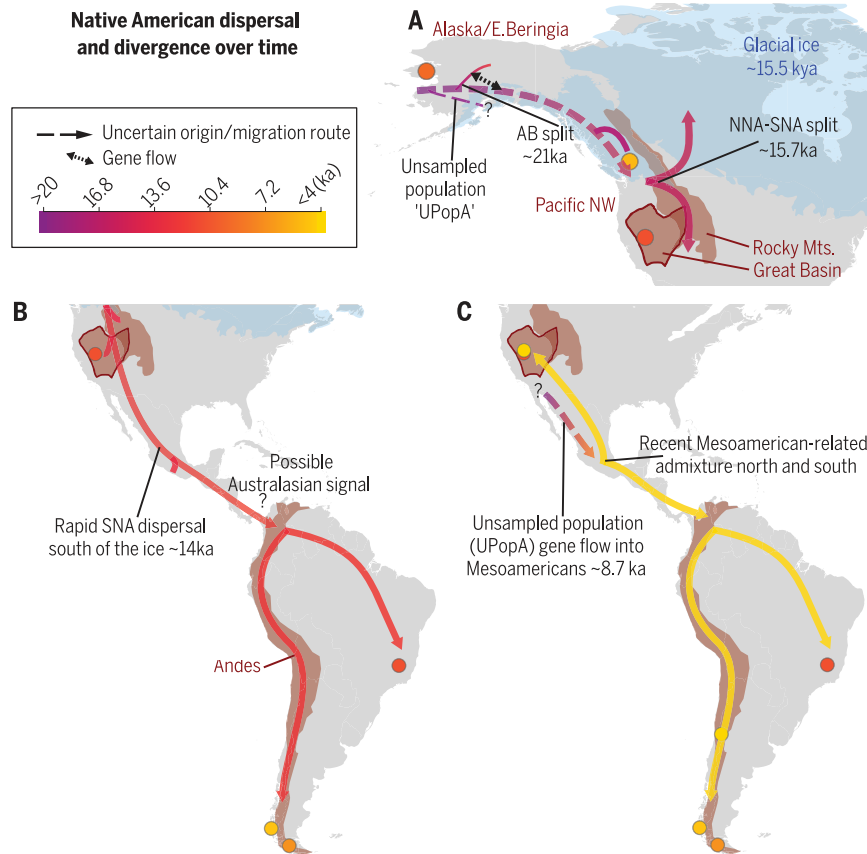 Native American dispersal
and divergence over time
Uncertain origin/migration route
Gene flow
>20
16.8
13.6
10.4
7.2
<4(ka)
A
Alaska/E.Beringia
Glacial ice
~15.5 kya
?
AB split
~21ka
NNA-SNA split
~15.7ka
Unsampled
population
'UPopA'
Pacific NW
Rocky Mts.
Great Basin
B
Possible
Australasian signal
?
Rapid SNA dispersal
south of the ice ~14ka
Andes
C
?
Recent Mesoamerican-related
admixture north and south
Unsampled population
(UPopA) gene flow into
Mesoamericans ~8.7 ka